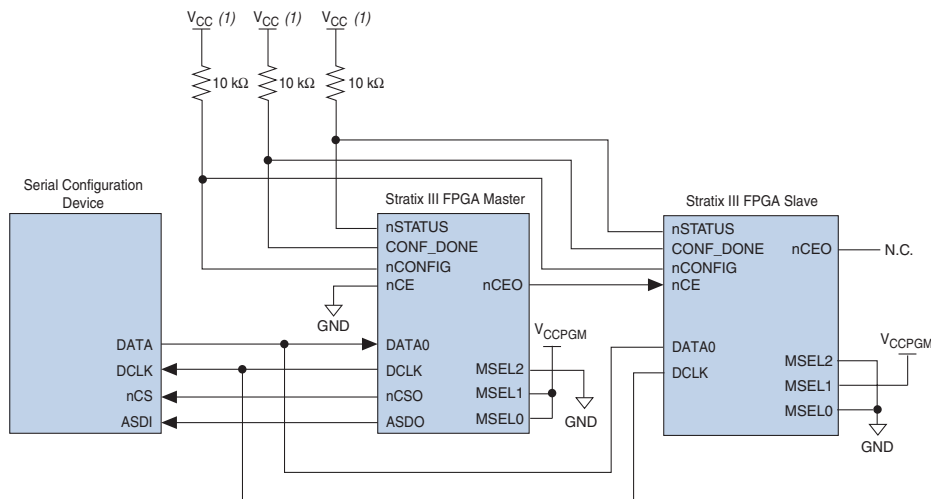 VCC (1) VCC (1) VCC (1)
10 kΩ 10 kΩ 10 kΩ
Serial Configuration
Device
DATA
DCLK
nCS
ASDI
Stratix III FPGA Master
nSTATUS
CONF_DONE
nCONFIG
nCE
nCEO
GND
DATA0
DCLK
nCSO
ASDO
VCCPGM
MSEL2
MSEL1
MSEL0
GND
Stratix III FPGA Slave
nSTATUS
CONF_DONE
nCONFIG
nCE
nCEO
N.C.
DATA0
DCLK
VCCPGM
MSEL2
MSEL1
MSEL0
GND